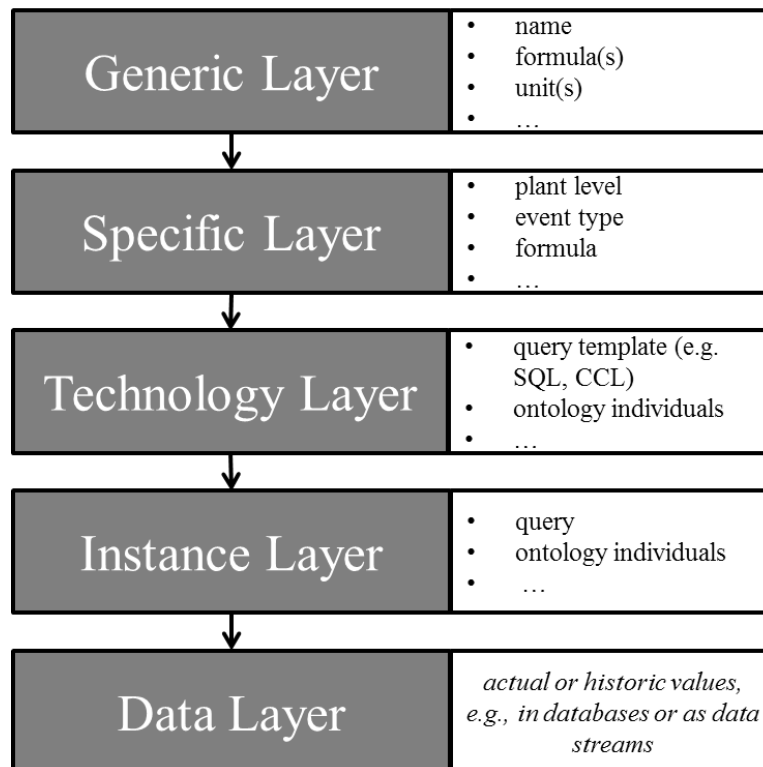 Generic Layer
• name
• formula(s)
• unit(s)
• …
Specific Layer
• plant level
• event type
• formula
• …
Technology Layer
• query template (e.g.
SQL, CCL)
• ontology individuals
• …
Instance Layer
• query
• ontology individuals
• …
Data Layer
actual or historic values,
e.g., in databases or as data
streams